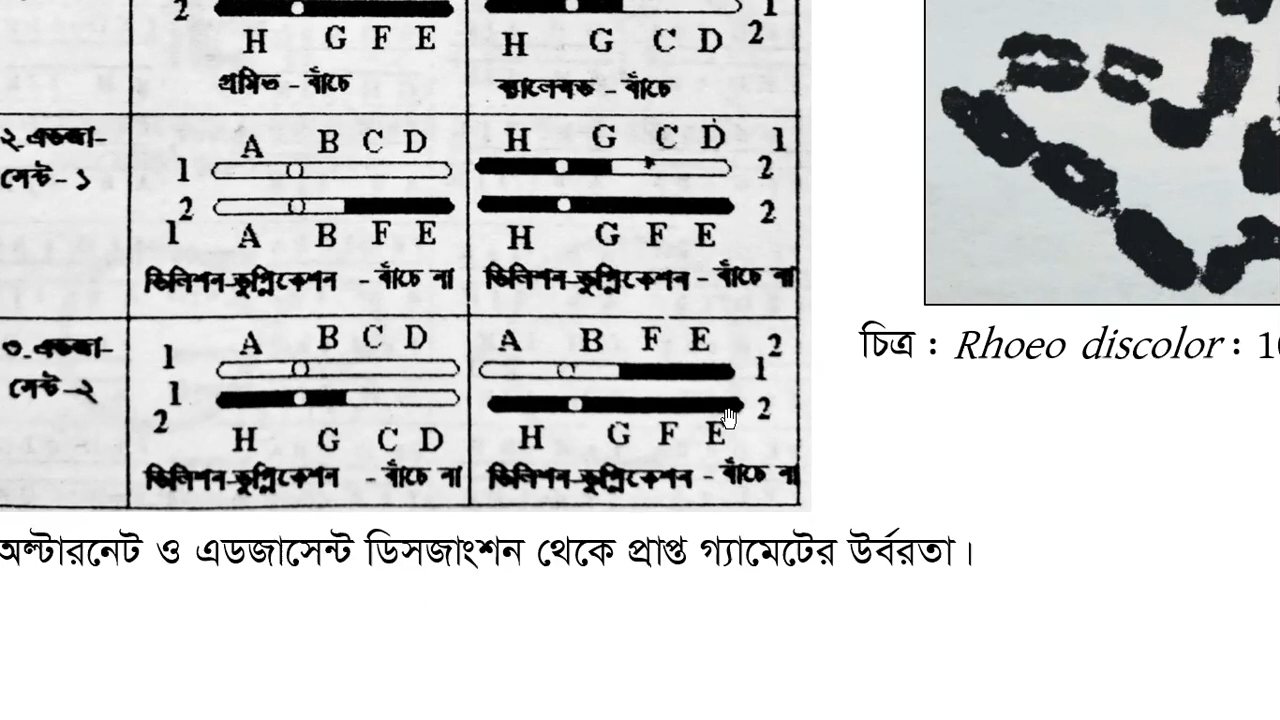 2 1
H G F E H G C D 2
প্রমিত - বাঁচে ব্যালেন্সড - বাঁচে
২. এডজা- A B C D H G C D 1
সেন্ট - ১ 1 2
2 2
1 A B F E H G F E
ডিলিশন-ডুপ্লিকেশন - বাঁচে না ডিলিশন-ডুপ্লিকেশন - বাঁচে না
৩. এডজা- 1 A B C D A B F E 2
সেন্ট -২ 1 1
2 2
H G C D H G F E
ডিলিশন-ডুপ্লিকেশন - বাঁচে না ডিলিশন-ডুপ্লিকেশন - বাঁচে না
চিত্র : Rhoeo discolor : 1
অল্টারনেট ও এডজাসেন্ট ডিসজাংশন থেকে প্রাপ্ত গ্যামেটের উর্বরতা।